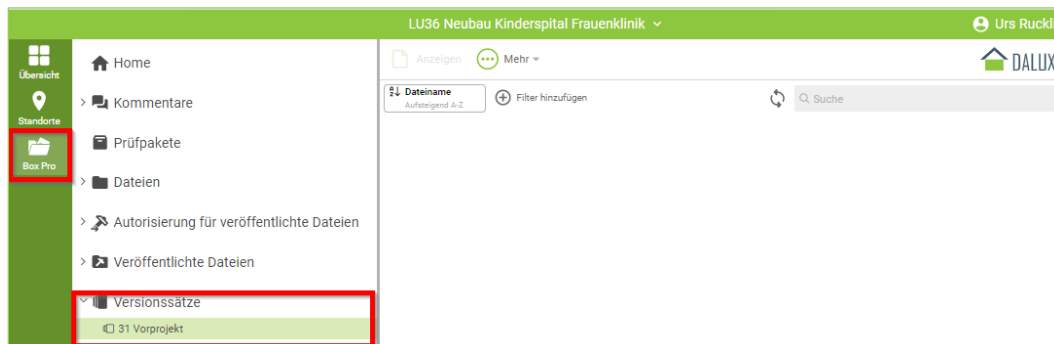 LU36 Neubau Kinderspital Frauenklinik
Urs Ruckli
Übersicht
Standorte
Box Pro
Home
Kommentare
Prüfpakete
Dateien
Autorisierung für veröffentlichte Dateien
Veröffentlichte Dateien
Versionssätze
31 Vorprojekt
Anzeigen
Mehr
DALUX
Dateiname
Aufsteigend A-Z
Filter hinzufügen
Suche